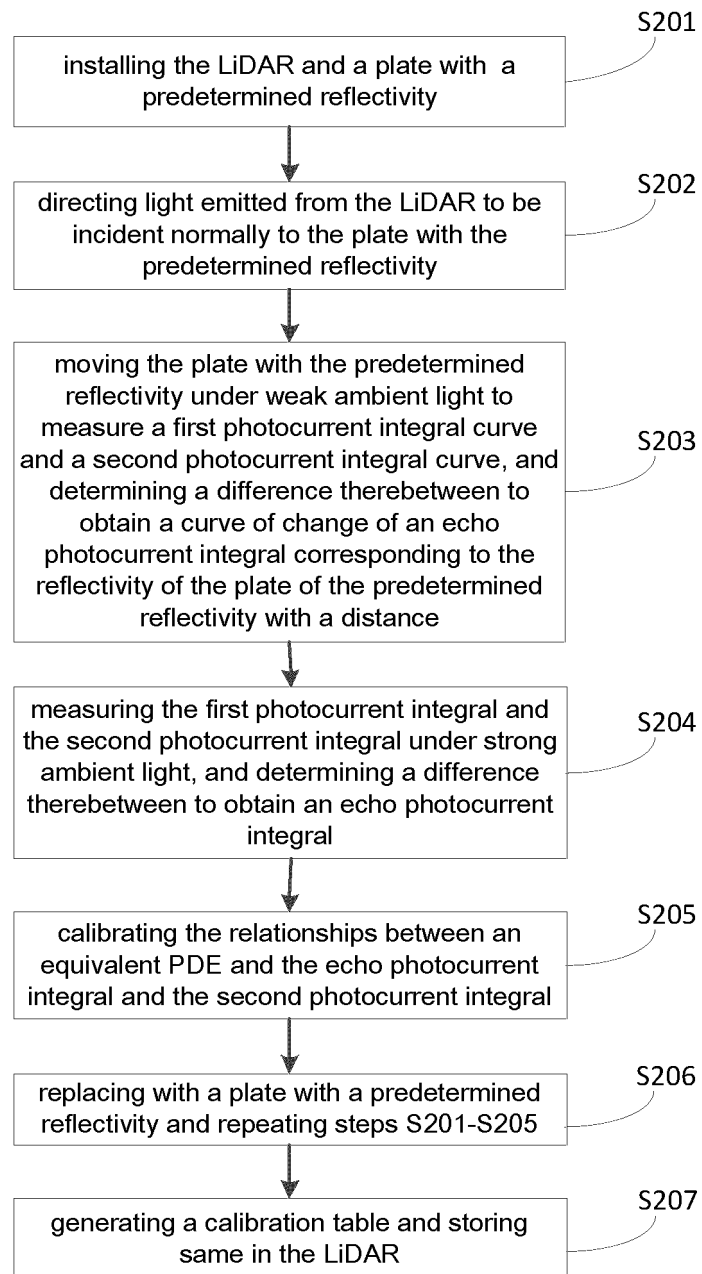 S201
installing the LiDAR and a plate with a
predetermined reflectivity
S202
directing light emitted from the LiDAR to be
incident normally to the plate with the
predetermined reflectivity
S203
moving the plate with the predetermined
reflectivity under weak ambient light to
measure a first photocurrent integral curve
and a second photocurrent integral curve, and
determining a difference therebetween to
obtain a curve of change of an echo
photocurrent integral corresponding to the
reflectivity of the plate of the predetermined
reflectivity with a distance
S204
measuring the first photocurrent integral and
the second photocurrent integral under strong
ambient light, and determining a difference
therebetween to obtain an echo photocurrent
integral
S205
calibrating the relationships between an
equivalent PDE and the echo photocurrent
integral and the second photocurrent integral
S206
replacing with a plate with a predetermined
reflectivity and repeating steps S201-S205
S207
generating a calibration table and storing
same in the LiDAR